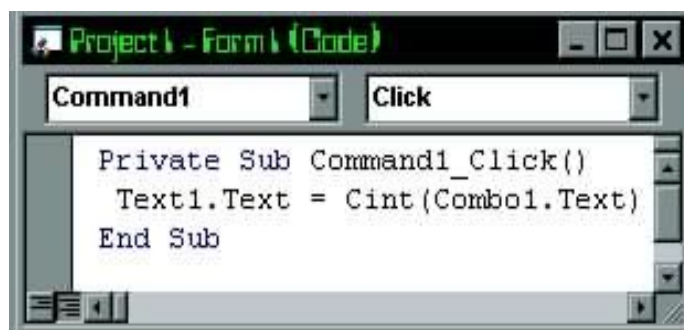 Project1 - Form1 (Code)
Command1 Click
Private Sub Command1_Click()
Text1.Text = Cint(Combo1.Text)
End Sub